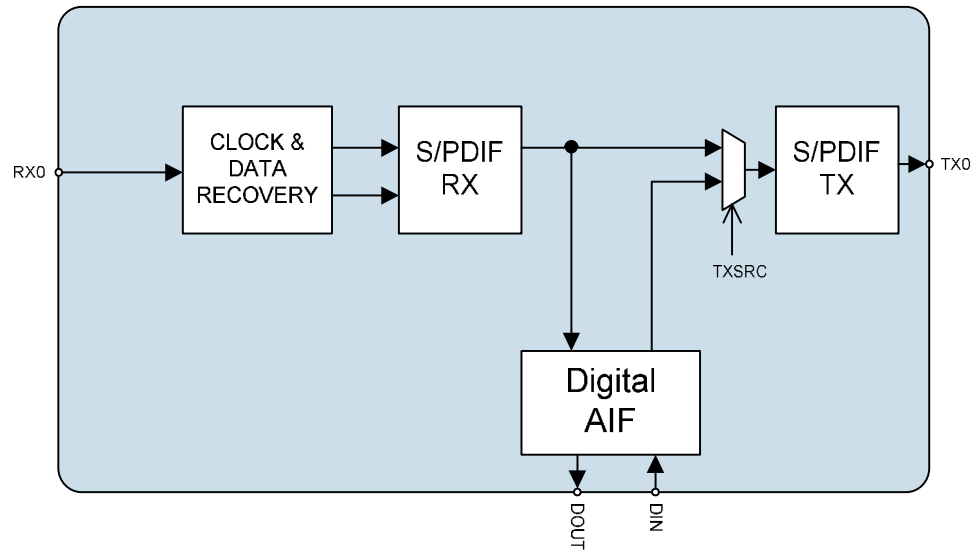 RX0
CLOCK &
DATA
RECOVERY
S/PDIF
RX
S/PDIF
TX
TX0
TXSRC
Digital
AIF
DOUT
DIN